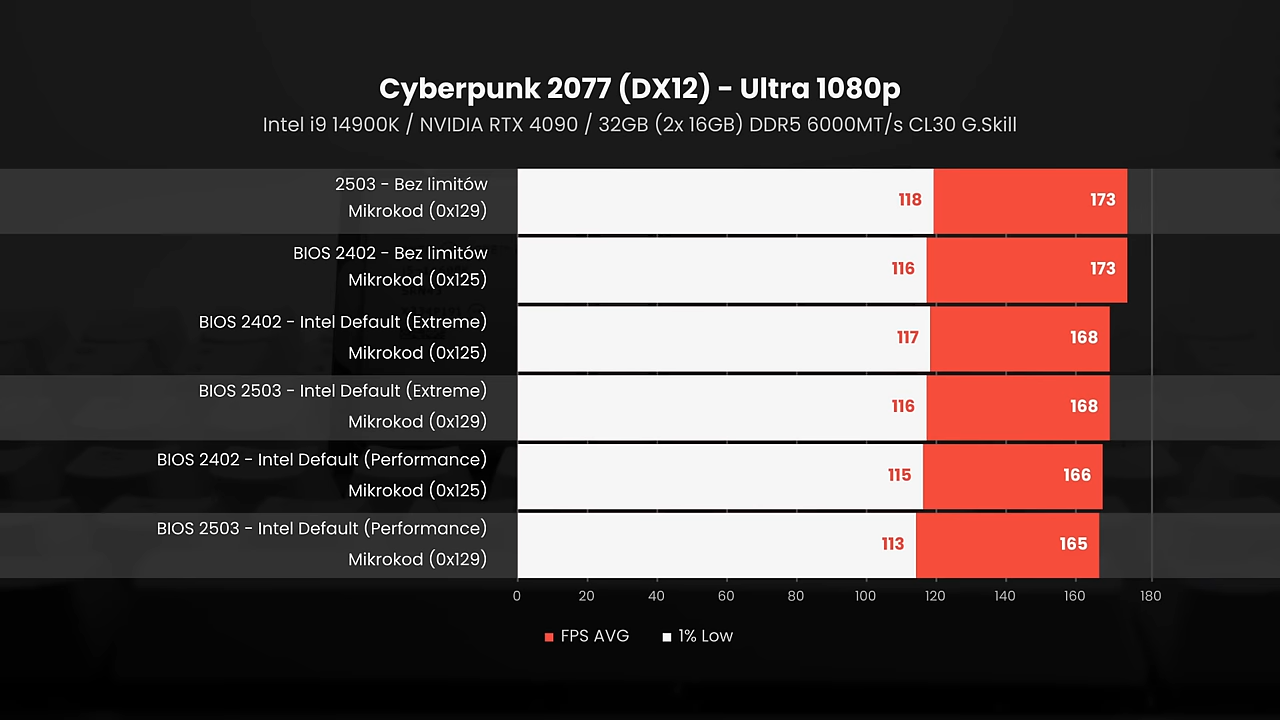 Cyberpunk 2077 (DX12) - Ultra 1080p
Intel i9 14900K / NVIDIA RTX 4090 / 32GB (2x 16GB) DDR5 6000MT/s CL30 G.Skill
2503 - Bez limitów
Mikrokod (0x129)
118 173
BIOS 2402 - Bez limitów
Mikrokod (0x125)
116 173
BIOS 2402 - Intel Default (Extreme)
Mikrokod (0x125)
117 168
BIOS 2503 - Intel Default (Extreme)
Mikrokod (0x129)
116 168
BIOS 2402 - Intel Default (Performance)
Mikrokod (0x125)
115 166
BIOS 2503 - Intel Default (Performance)
Mikrokod (0x129)
113 165
0 20 40 60 80 100 120 140 160 180
FPS AVG 1% Low